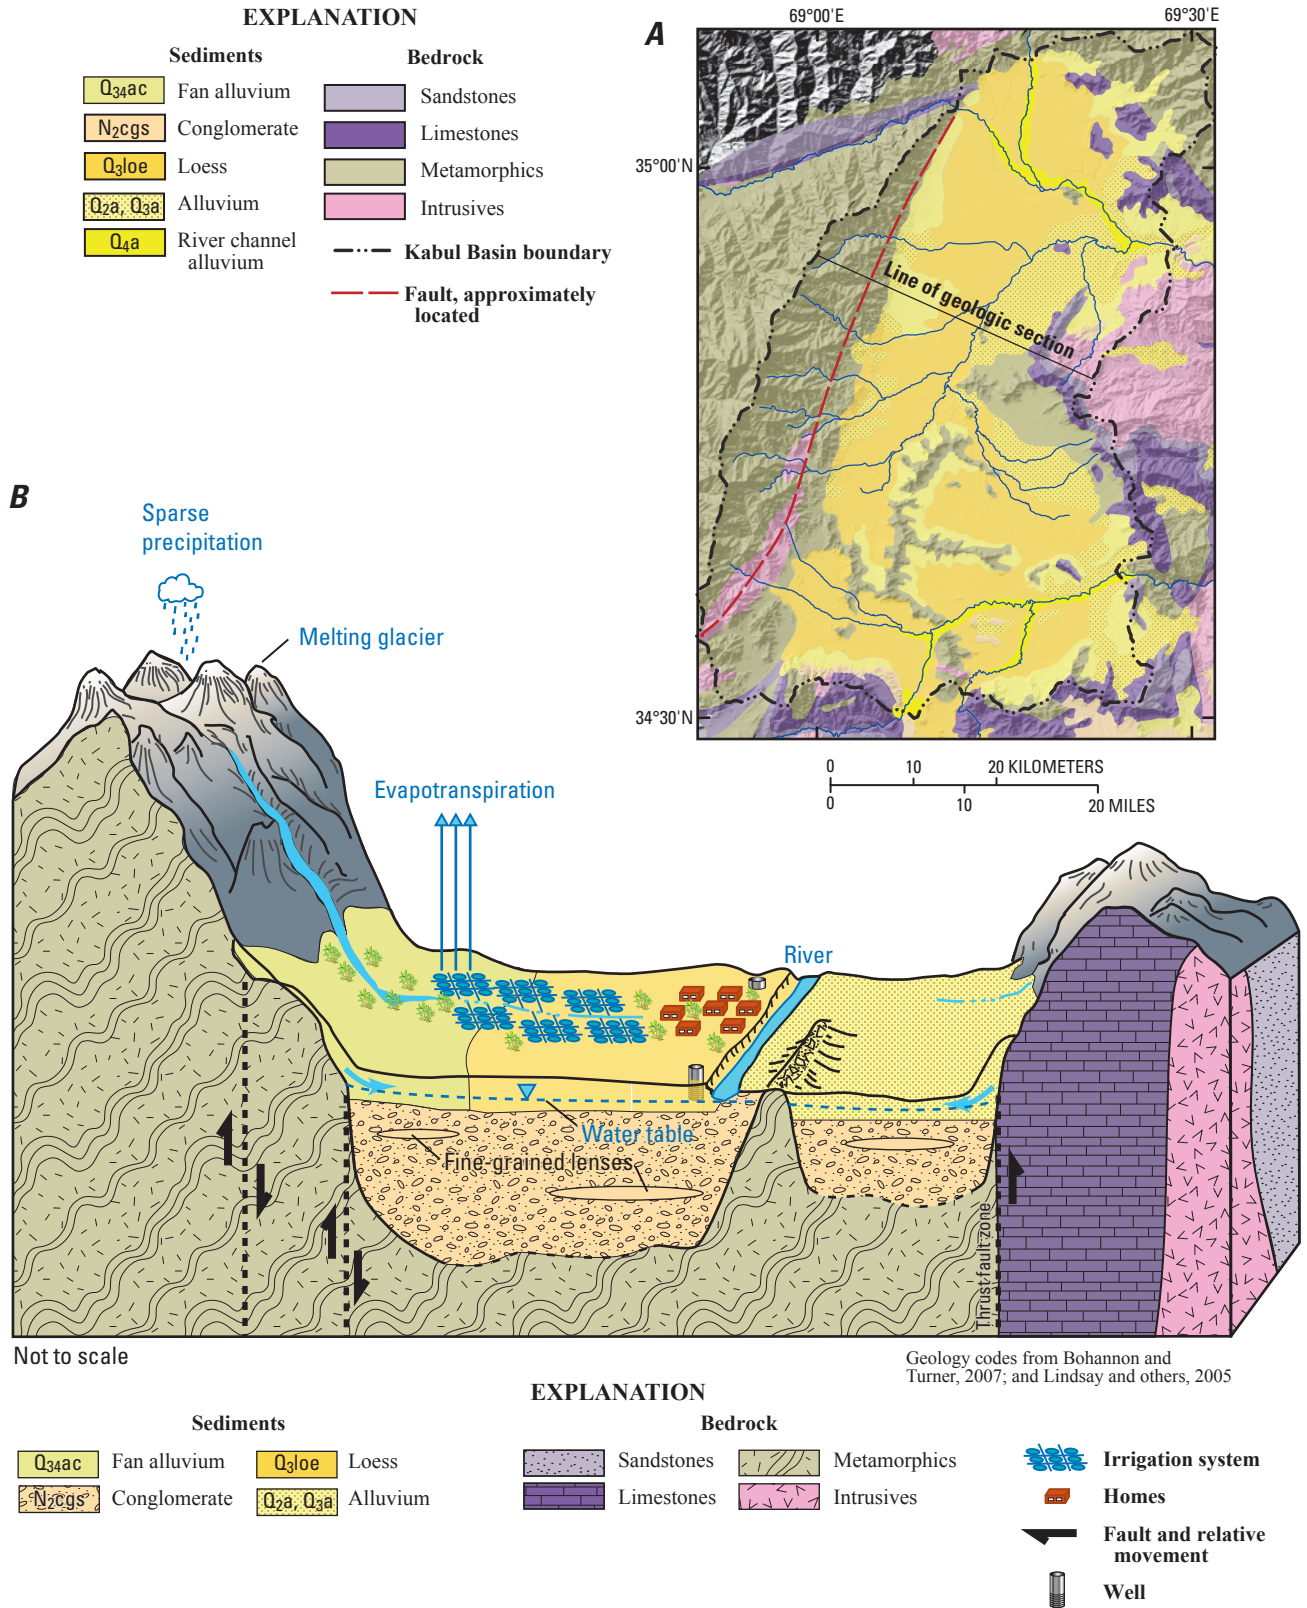 EXPLANATION
Sediments
Bedrock
Q34ac Fan alluvium
N2cgs Conglomerate
Q3loe Loess
Q2a, Q3a Alluvium
Q4a River channel
alluvium
Sandstones
Limestones
Metamorphics
Intrusives
Kabul Basin boundary
Fault, approximately
located
A
69°00'E
69°30'E
35°00'N
34°30'N
Line of geologic section
0 10 20 KILOMETERS
0 10 20 MILES
B
Sparse
precipitation
Melting glacier
Evapotranspiration
River
Water table
Fine-grained lenses
Thrust fault zone
Not to scale
Geology codes from Bohannon and
Turner, 2007; and Lindsay and others, 2005
EXPLANATION
Sediments
Bedrock
Q34ac Fan alluvium
N2cgs Conglomerate
Q3loe Loess
Q2a, Q3a Alluvium
Sandstones
Limestones
Metamorphics
Intrusives
Irrigation system
Homes
Fault and relative
movement
Well